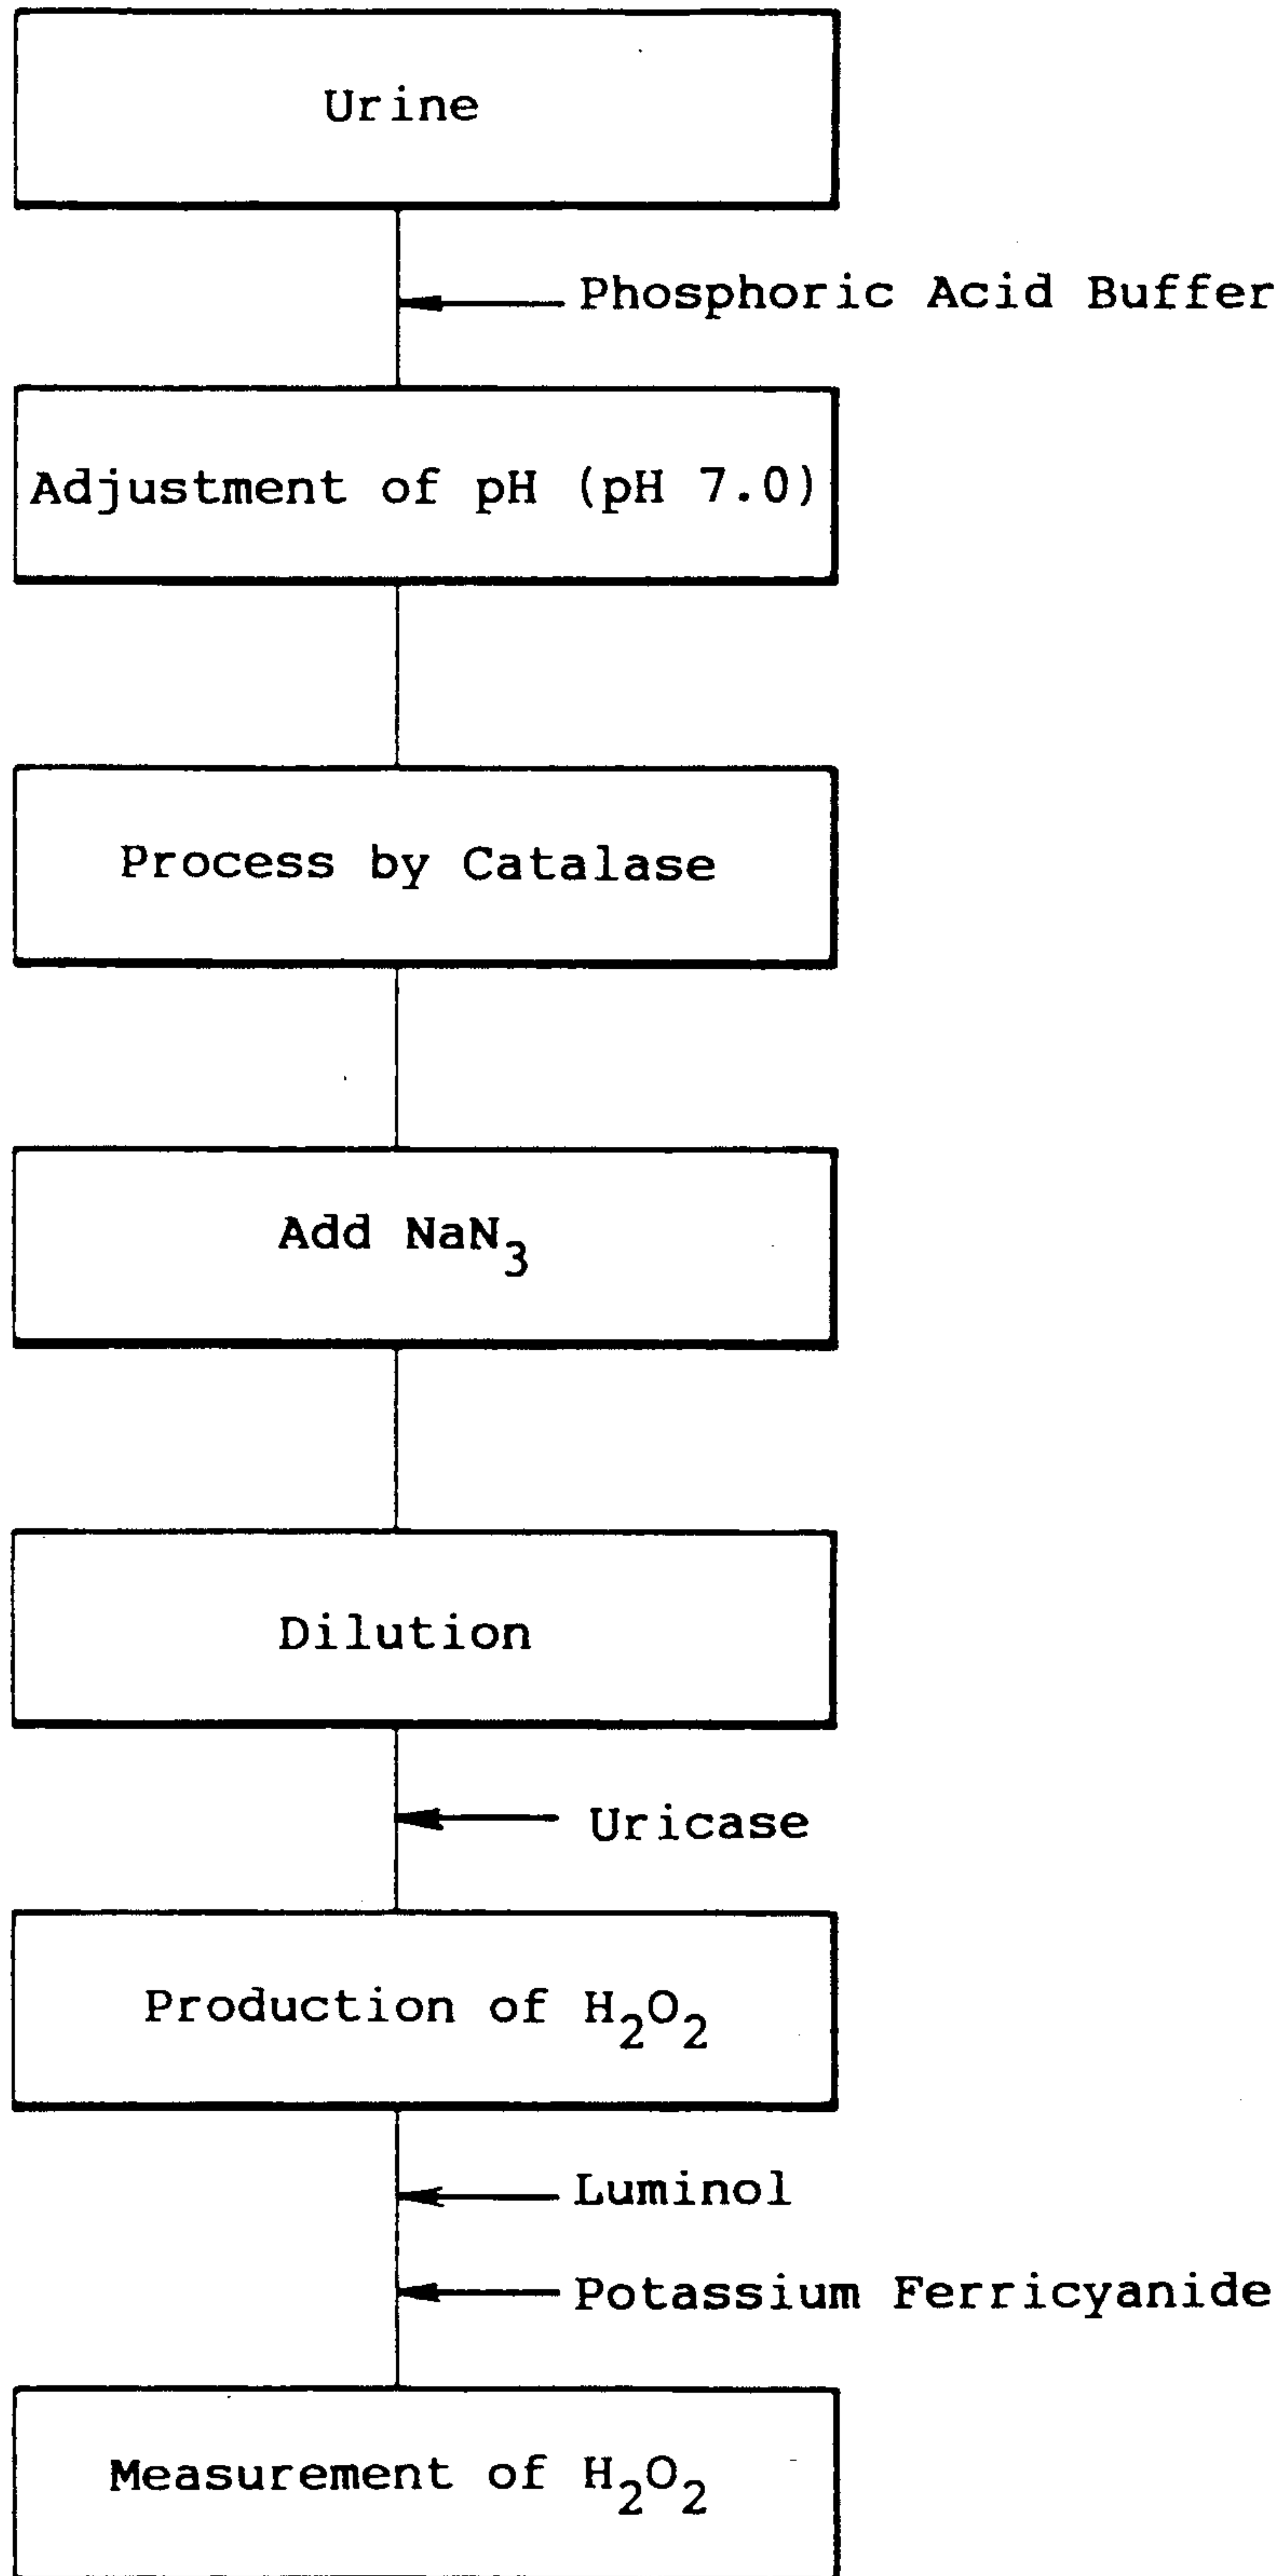 Urine
Phosphoric Acid Buffer
Adjustment of pH (pH 7.0)
Process by Catalase
Add NaN₃
Dilution
Uricase
Production of H₂O₂
Luminol
Potassium Ferricyanide
Measurement of H₂O₂